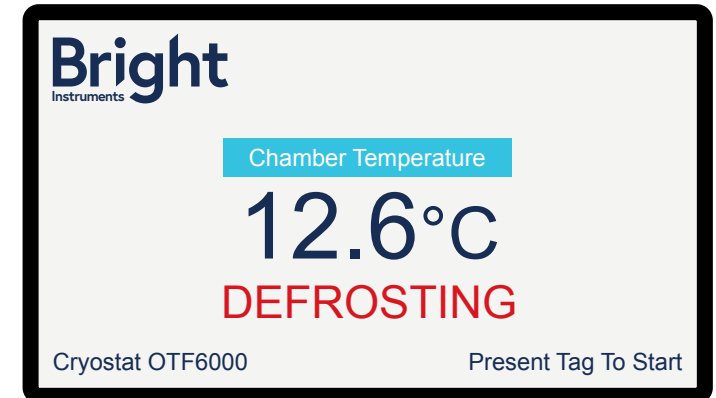 Bright
Instruments
Chamber Temperature
12.6°C
DEFROSTING
Cryostat OTF6000
Present Tag To Start